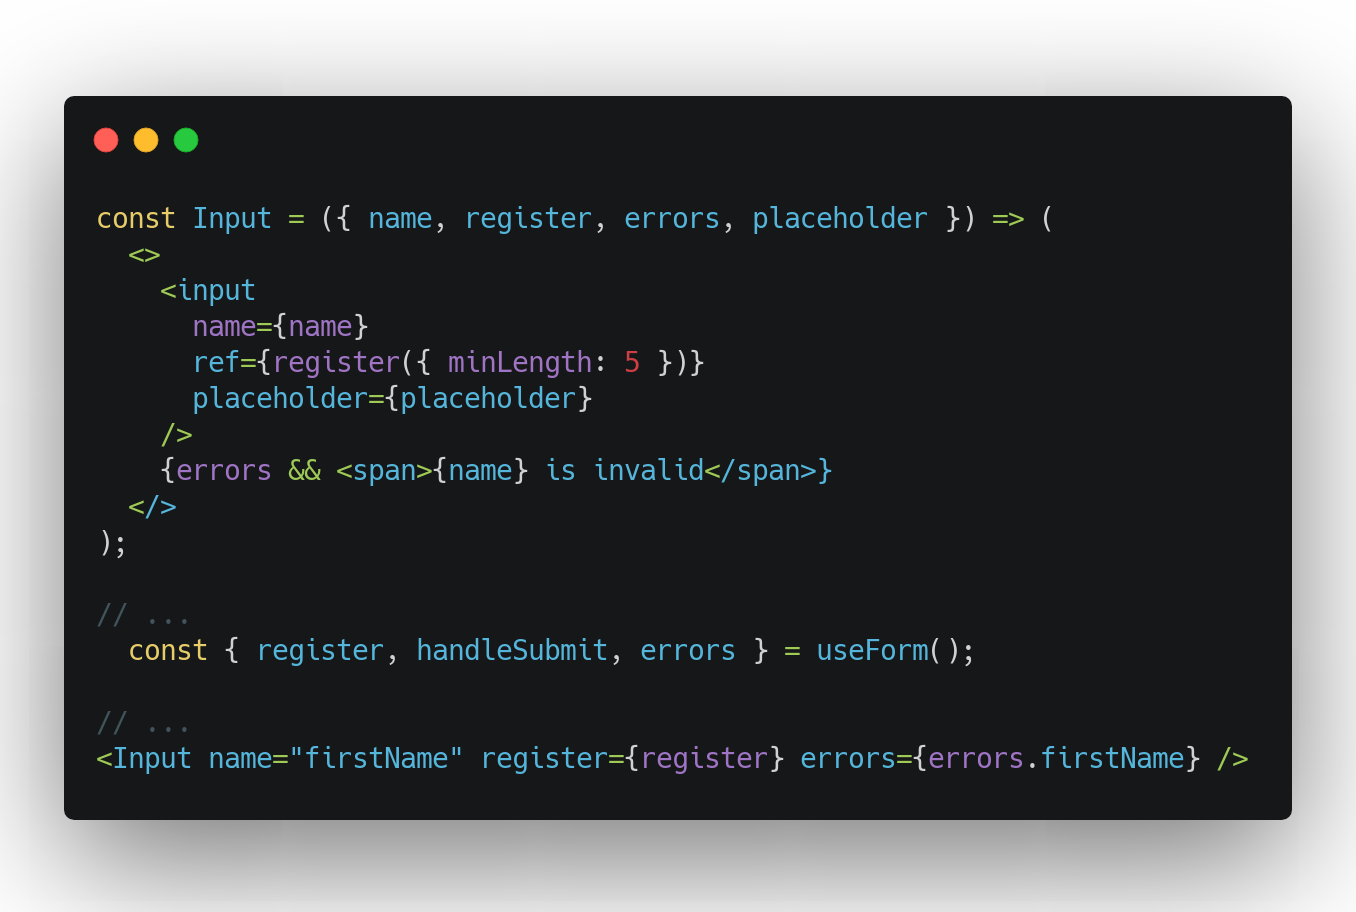 const Input = ({ name, register, errors, placeholder }) => (
  <>
    <input
      name={name}
      ref={register({ minLength: 5 })}
      placeholder={placeholder}
    />
    {errors && <span>{name} is invalid</span>}
  </>
);

// ...
  const { register, handleSubmit, errors } = useForm();

// ...
<Input name="firstName" register={register} errors={errors.firstName} />